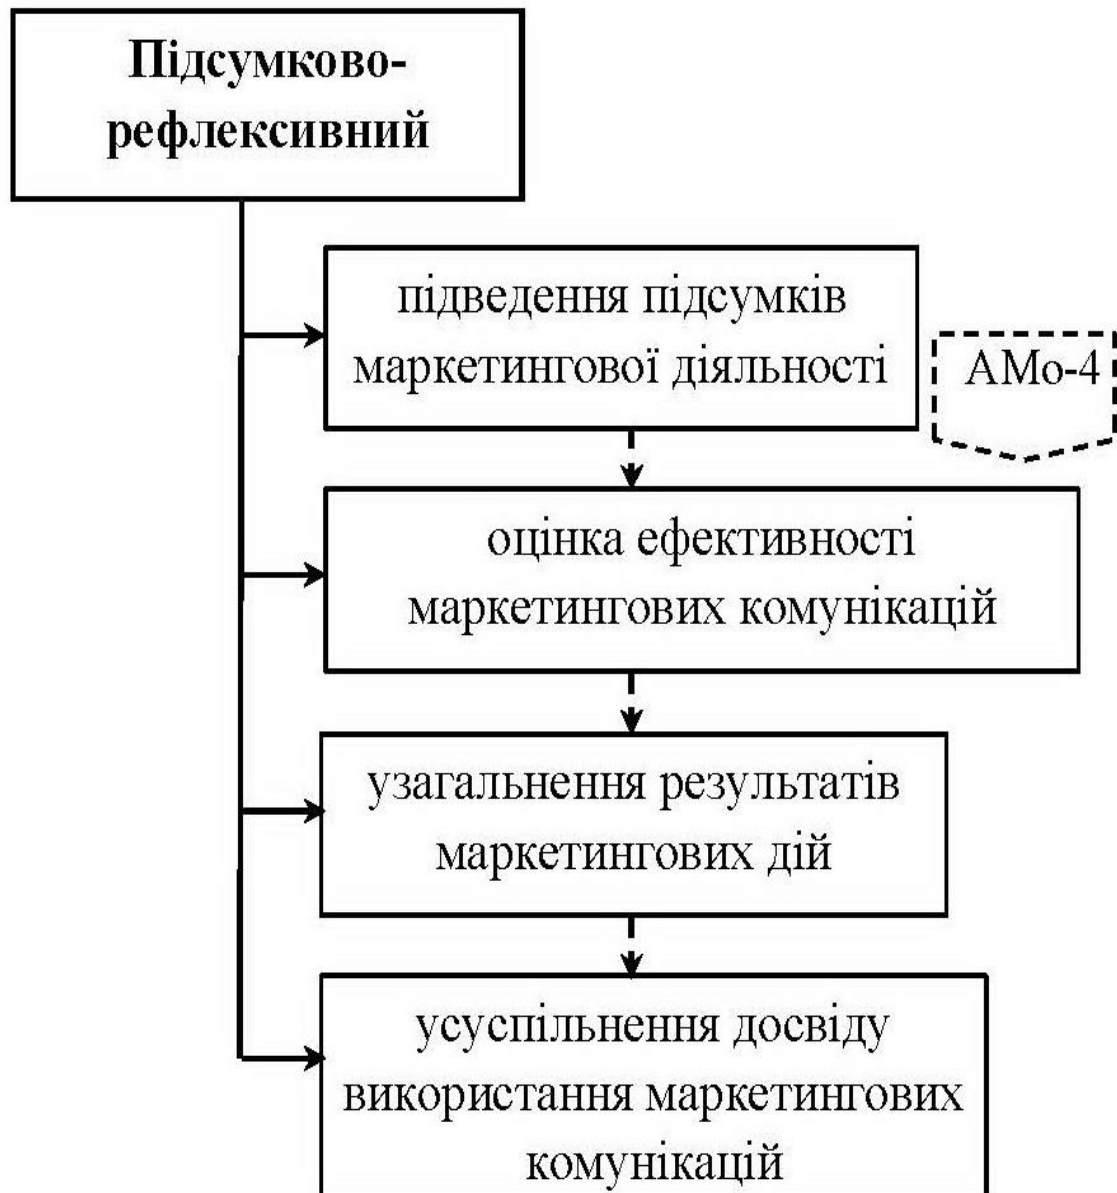 Підсумково-
рефлексивний
підведення підсумків
маркетингової діяльності
АМо-4
оцінка ефективності
маркетингових комунікацій
узагальнення результатів
маркетингових дій
усуспільнення досвіду
використання маркетингових
комунікацій